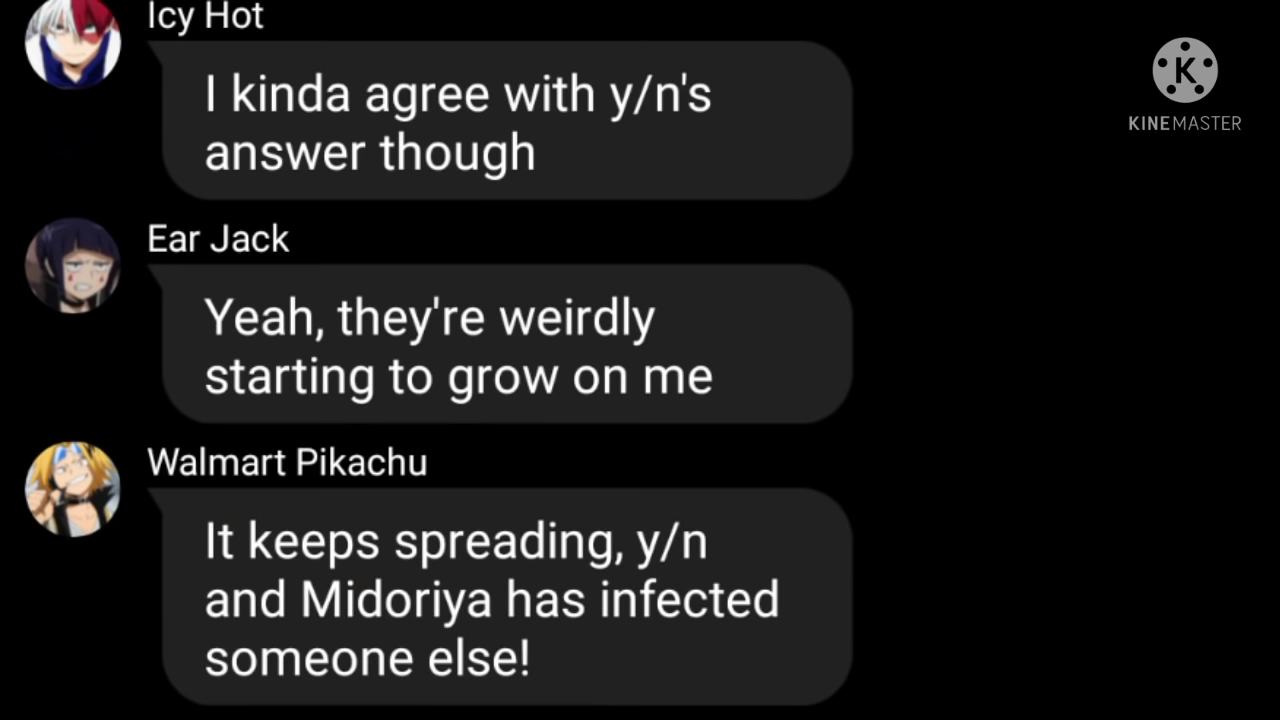 Icy Hot
I kinda agree with y/n's
answer though
Ear Jack
Yeah, they're weirdly
starting to grow on me
Walmart Pikachu
It keeps spreading, y/n
and Midoriya has infected
someone else!
K
KINEMASTER